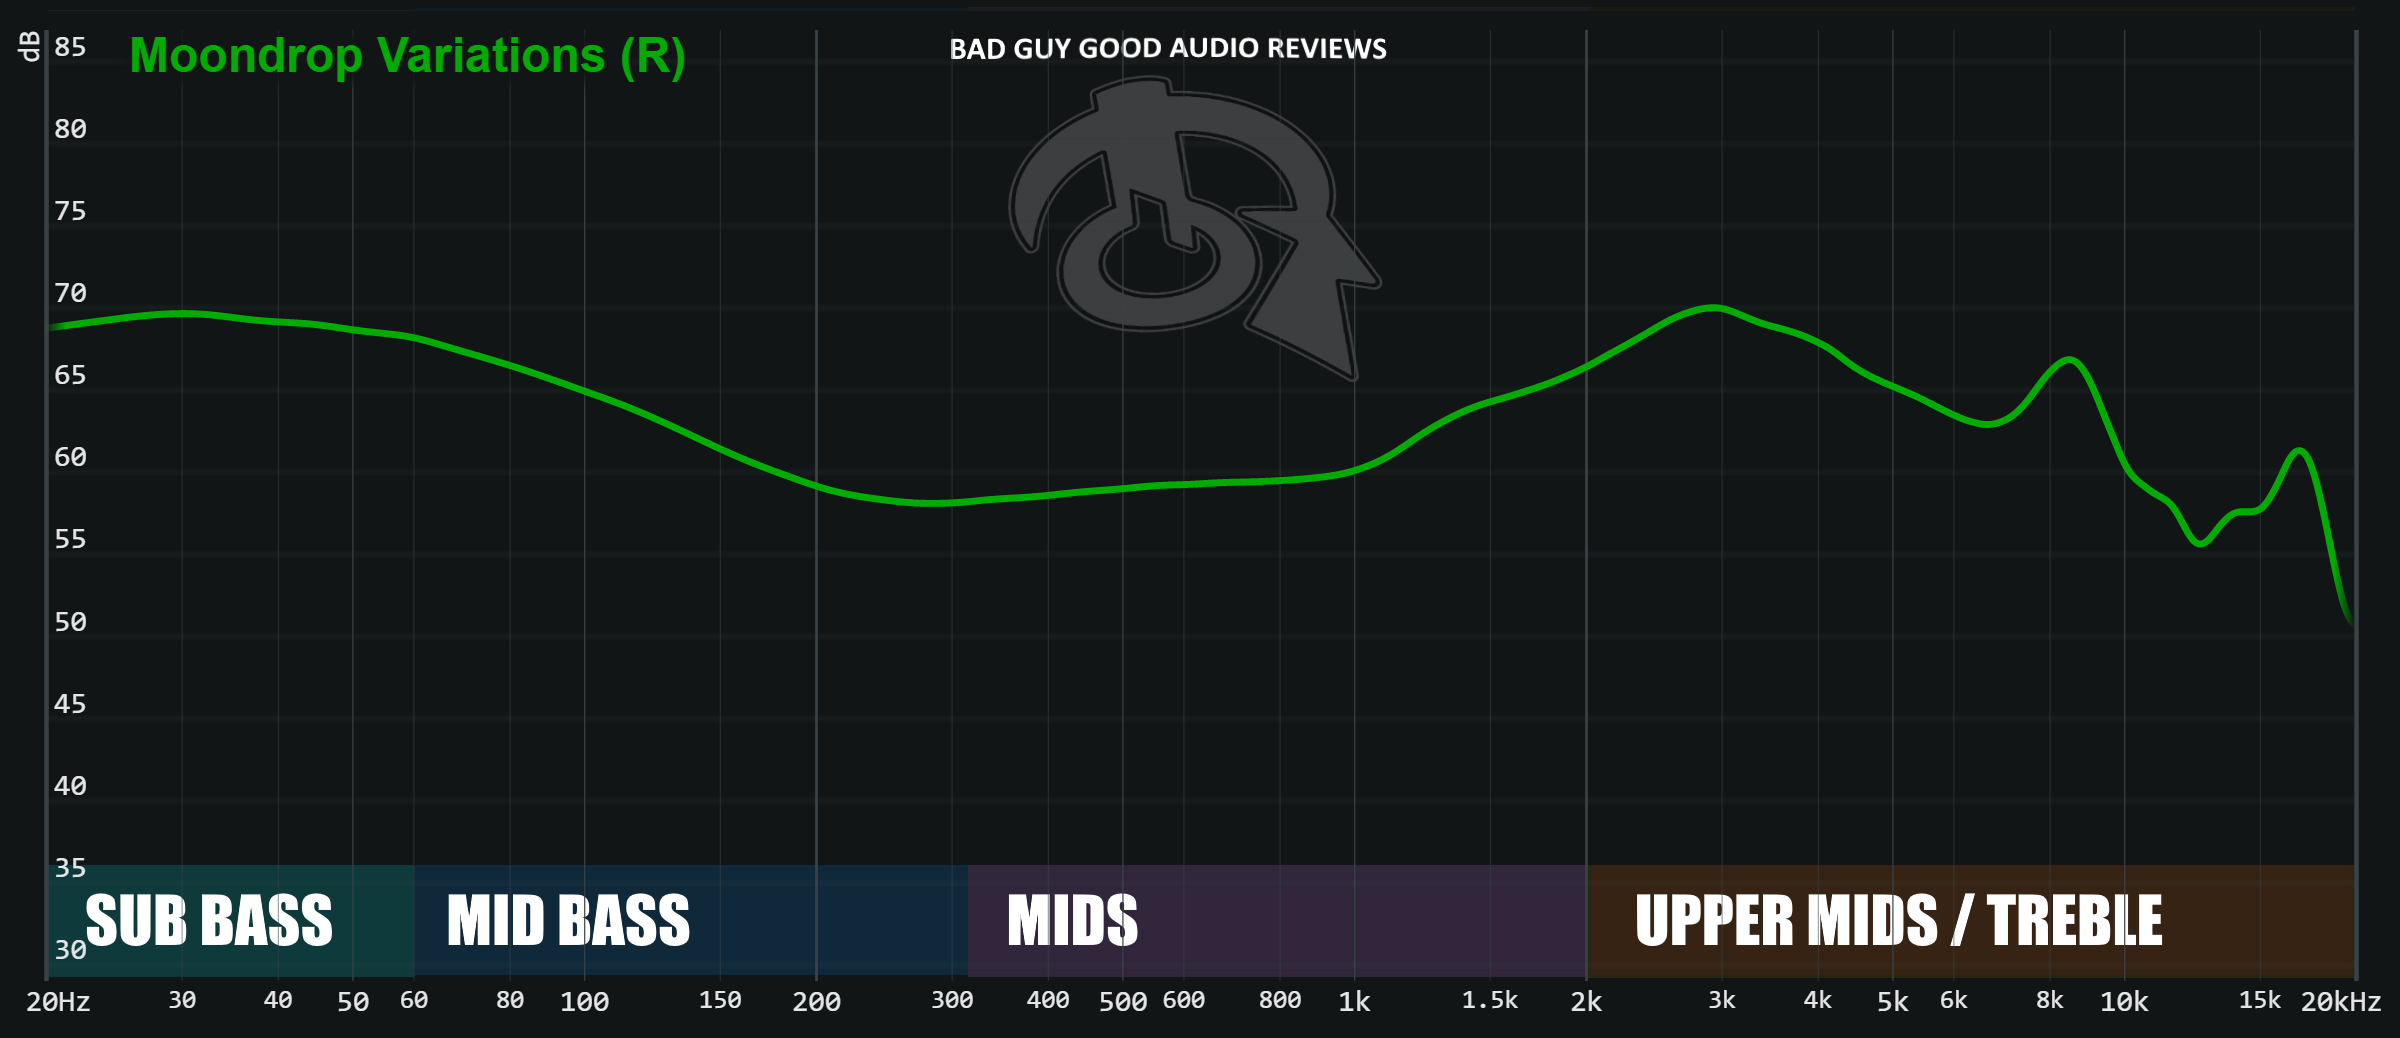 dB
85
Moondrop Variations (R)
BAD GUY GOOD AUDIO REVIEWS
80
75
70
65
60
55
50
45
40
35
SUB BASS
MID BASS
MIDS
UPPER MIDS / TREBLE
30
20Hz 30 40 50 60 80 100 150 200 300 400 500 600 800 1k 1.5k 2k 3k 4k 5k 6k 8k 10k 15k 20kHz